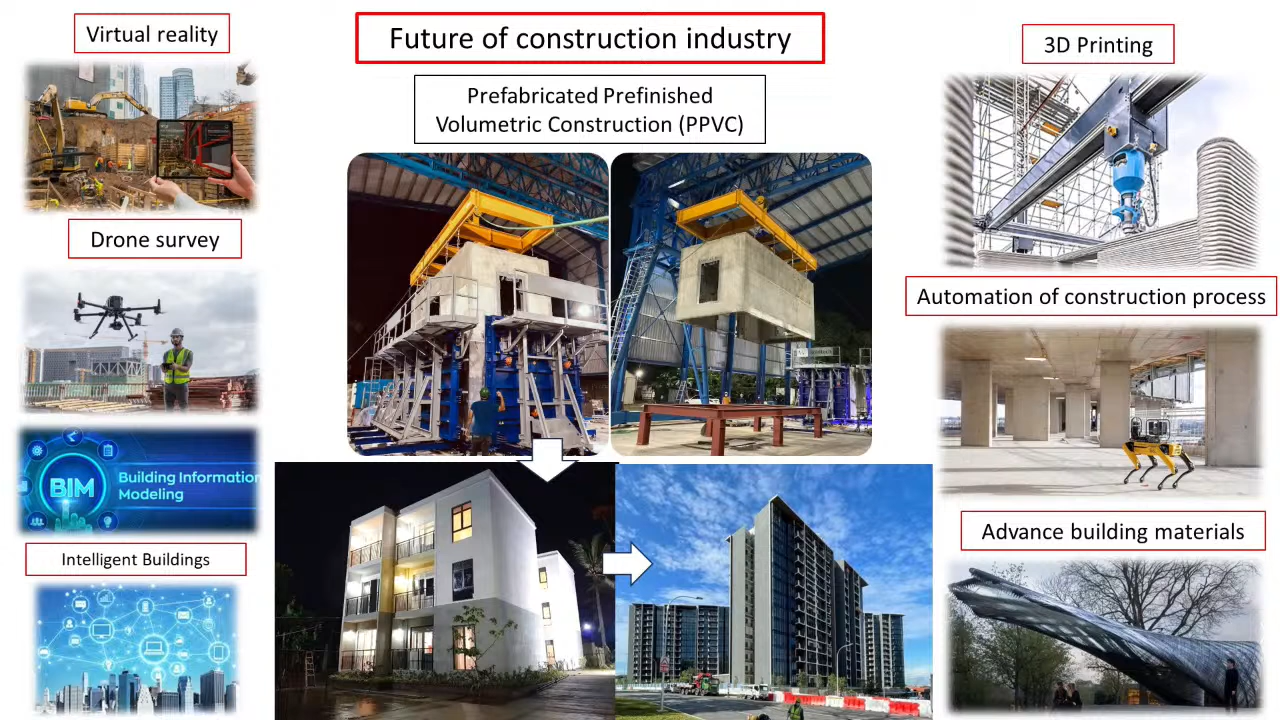 Virtual reality
Future of construction industry
3D Printing
Prefabricated Prefinished
Volumetric Construction (PPVC)
Drone survey
Automation of construction process
BIM
Building Information
Modeling
Advance building materials
Intelligent Buildings